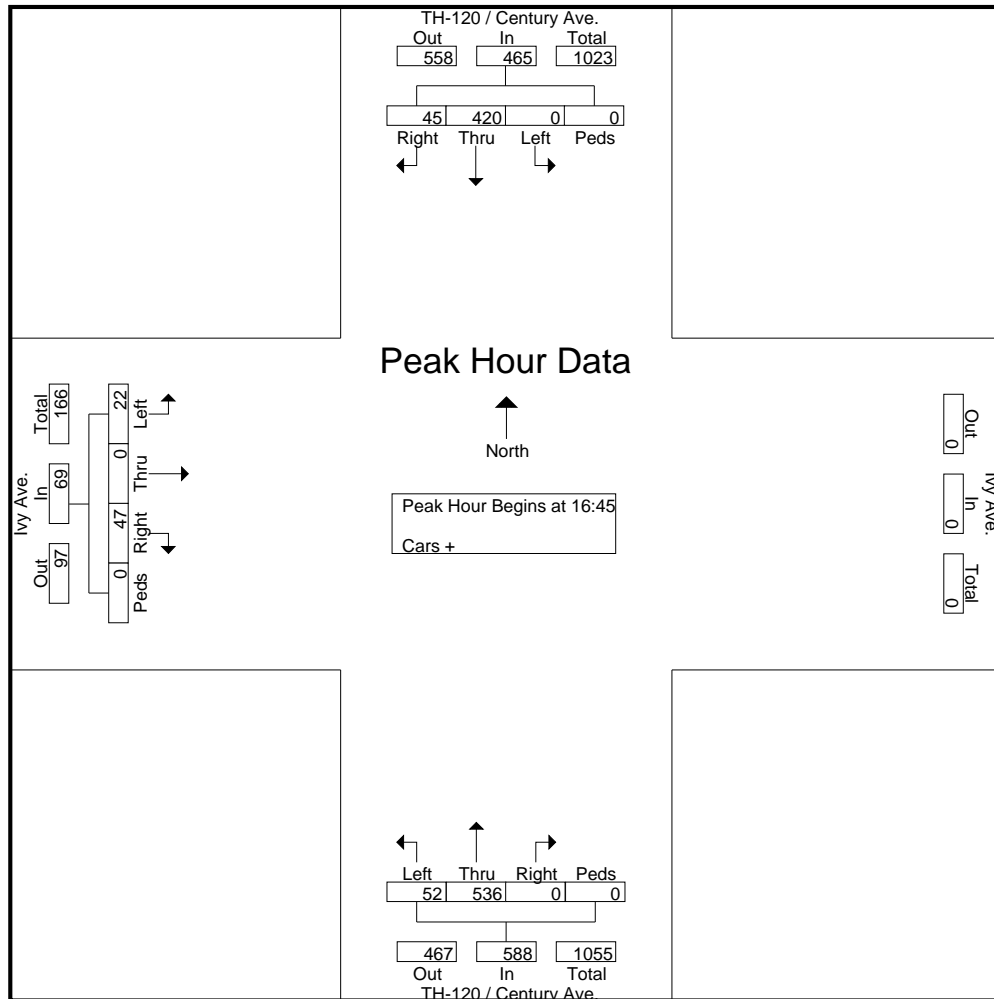 TH-120 / Century Ave.
Out In Total
558 465 1023
45 420 0 0
Right Thru Left Peds
Peak Hour Data
North
Peak Hour Begins at 16:45
Cars +
Ivy Ave.
Total In Out
166 69 97
22 0 47 0
Left Thru Right Peds
Ivy Ave.
Out In Total
0 0 0
Left Thru Right Peds
52 536 0 0
467 588 1055
Out In Total
TH-120 / Century Ave.